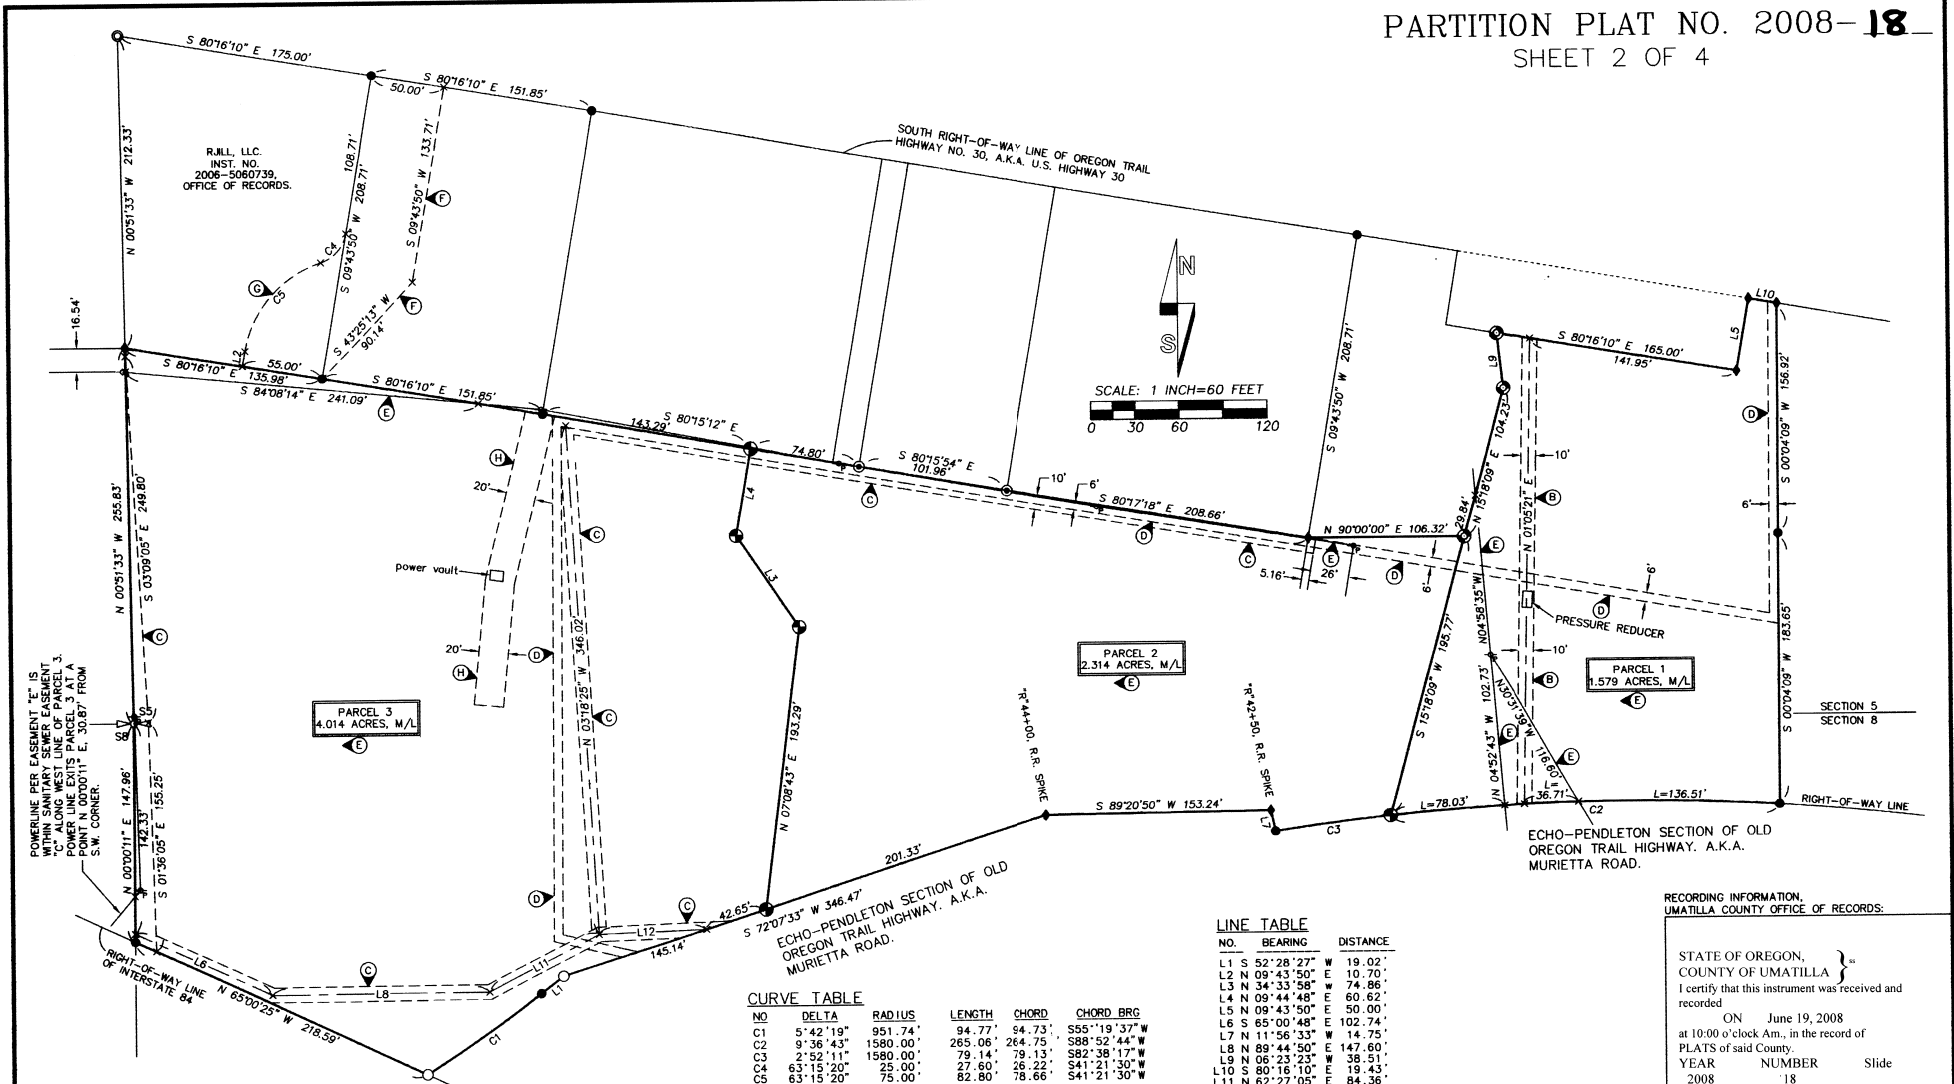 PARTITION PLAT NO. 2008-18
SHEET 2 OF 4
S 80°16'10" E 175.00'
S 80°16'10" E 151.85'
50.00'
N 00°51'33" W 212.33'
RJILL, LLC.
INST. NO.
2006-5060739,
OFFICE OF RECORDS.
108.71'
S 09°43'50" W 208.71'
S 09°43'50" W 133.71'
F
SOUTH RIGHT-OF-WAY LINE OF OREGON TRAIL
HIGHWAY NO. 30, A.K.A. U.S. HIGHWAY 30
C4
G
C5
F
S 43°25'13" W
90.14'
16.54'
L2
55.00'
S 80°16'10" E 135.98'
S 84°08'14" E 241.09'
E
S 80°16'10" E 151.85'
N
S
SCALE: 1 INCH=60 FEET
0 30 60 120
S 09°43'50" W 208.71'
L10
L5
L9
S 80°16'10" E 165.00'
141.95'
104.23'
N 15°18'09" E
29.84'
S 00°04'09" W 156.92'
D
S 80°15'12" E
143.29'
74.80'
S 80°15'54" E
101.96'
C
10'
6'
S 80°17'18" E 208.66'
D
C
N 90°00'00" E 106.32'
E
5.16'
26'
D
6'
10'
B
N 01°05'21" E
6'
6'
D
PRESSURE REDUCER
H
20'
L4
L3
C
power vault
20'
D
H
N 00°51'33" W 255.83'
S 03°09'05" E 249.80'
C
N 03°18'25" W 346.02'
C
E
N04°58'35"W
10'
B
PARCEL 2
2.314 ACRES, M/L
E
PARCEL 1
1.579 ACRES, M/L
E
PARCEL 3
4.014 ACRES, M/L
E
S 15°18'09" W 195.77'
N 04°52'43" W 102.73'
N30°31'39"W
116.60'
E
E
S 00°04'09" W 183.65'
SECTION 5
SECTION 8
POWERLINE PER EASEMENT "E" IS
WITHIN SANITARY SEWER EASEMENT
"C" ALONG WEST LINE OF PARCEL 3.
POWER LINE EXITS PARCEL 3 AT A
POINT N 00°00'11" E, 30.87' FROM
S.W. CORNER.
S5
S8
N 00°00'11" E 147.96'
142.33'
S 01°36'05" E 155.25'
N 07°08'43" E 193.29'
"R"44+00, R.R. SPIKE
"R"42+50, R.R. SPIKE
S 89°20'50" W 153.24'
L7
C3
L=78.03'
L=
36.71'
C2
L=136.51'
RIGHT-OF-WAY LINE
ECHO-PENDLETON SECTION OF OLD
OREGON TRAIL HIGHWAY. A.K.A.
MURIETTA ROAD.
201.33'
S 72°07'33" W 346.47'
ECHO-PENDLETON SECTION OF OLD
OREGON TRAIL HIGHWAY. A.K.A.
MURIETTA ROAD.
D
C
42.65'
L12
145.14'
L11
L1
C
L8
L6
RIGHT-OF-WAY LINE
OF INTERSTATE 84
N 65°00'25" W 218.59'
C1
CURVE TABLE
NO DELTA RADIUS LENGTH CHORD CHORD BRG
C1 5°42'19" 951.74' 94.77' 94.73' S55°19'37"W
C2 9°36'43" 1580.00' 265.06' 264.75' S88°52'44"W
C3 2°52'11" 1580.00' 79.14' 79.13' S82°38'17"W
C4 63°15'20" 25.00' 27.60' 26.22' S41°21'30"W
C5 63°15'20" 75.00' 82.80' 78.66' S41°21'30"W
LINE TABLE
NO. BEARING DISTANCE
L1 S 52°28'27" W 19.02'
L2 N 09°43'50" E 10.70'
L3 N 34°33'58" W 74.86'
L4 N 09°44'48" E 60.62'
L5 N 09°43'50" E 50.00'
L6 S 65°00'48" E 102.74'
L7 N 11°56'33" W 14.75'
L8 N 89°44'50" E 147.60'
L9 N 06°23'23" W 38.51'
L10 S 80°16'10" E 19.43'
L11 N 62°27'05" E 84.36'
RECORDING INFORMATION,
UMATILLA COUNTY OFFICE OF RECORDS:
STATE OF OREGON,
COUNTY OF UMATILLA } ss
I certify that this instrument was received and
recorded
ON June 19, 2008
at 10:00 o'clock Am., in the record of
PLATS of said County.
YEAR NUMBER Slide
2008 18